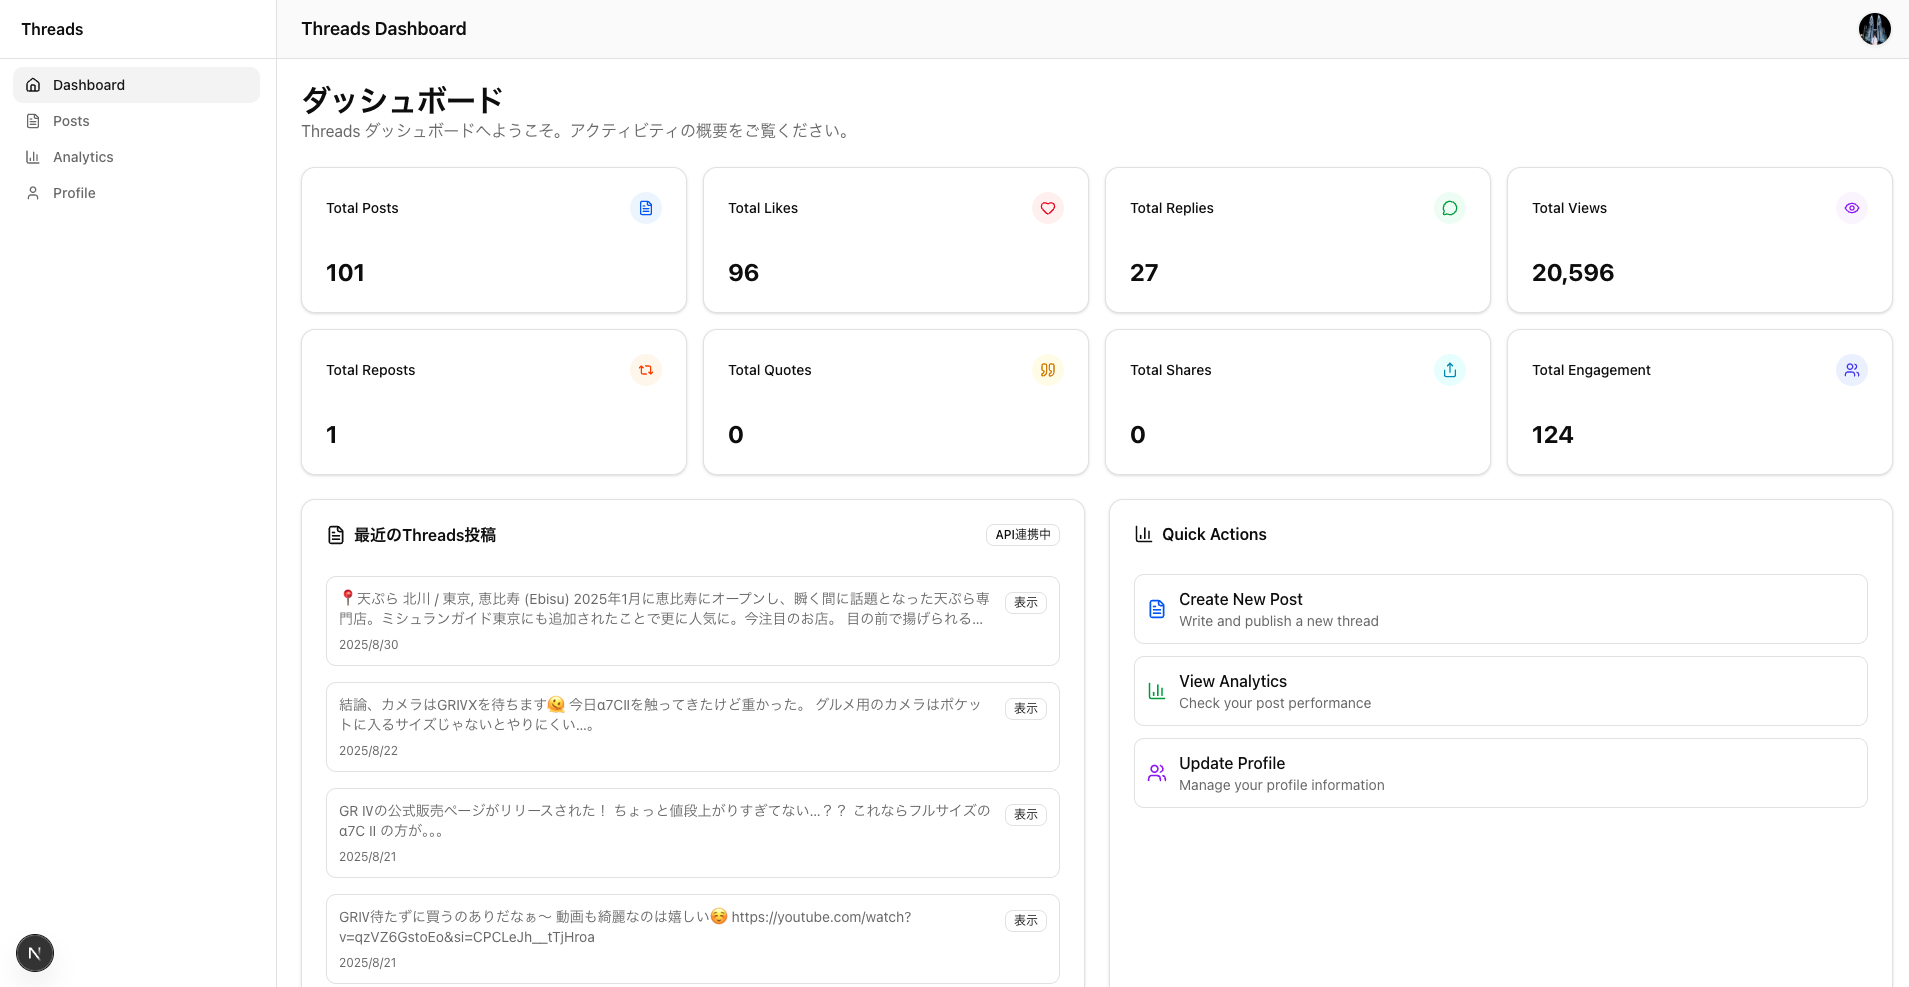 Threads
Threads Dashboard
Dashboard
Posts
Analytics
Profile
ダッシュボード
Threads ダッシュボードへようこそ。アクティビティの概要をご覧ください。
Total Posts
101
Total Likes
96
Total Replies
27
Total Views
20,596
Total Reposts
1
Total Quotes
0
Total Shares
0
Total Engagement
124
最近のThreads投稿
API連携中
📍天ぷら 北川 / 東京, 恵比寿 (Ebisu) 2025年1月に恵比寿にオープンし、瞬く間に話題となった天ぷら専
門店。ミシュランガイド東京にも追加されたことで更に人気に。今注目のお店。 目の前で揚げられる...
2025/8/30
表示
結論、カメラはGRIVXを待ちます🫠 今日α7CIIを触ってきたけど重かった。 グルメ用のカメラはポケッ
トに入るサイズじゃないとやりにくい...。
2025/8/22
表示
GR IVの公式販売ページがリリースされた！ ちょっと値段上がりすぎてない...？？ これならフルサイズの
α7C II の方が。。。
2025/8/21
表示
GRIV待たずに買うのありだなぁ〜 動画も綺麗なのは嬉しい☺️ https://youtube.com/watch?
v=qzVZ6GstoEo&si=CPCLeJh__tTjHroa
2025/8/21
表示
Quick Actions
Create New Post
Write and publish a new thread
View Analytics
Check your post performance
Update Profile
Manage your profile information
N